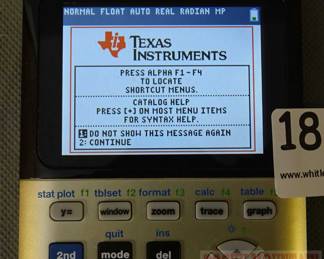 NORMAL FLOAT AUTO REAL RADIAN MP
TEXAS
INSTRUMENTS
PRESS ALPHA F1-F4
TO LOCATE
SHORTCUT MENUS.
CATALOG HELP
PRESS [+] ON MOST MENU ITEMS
FOR SYNTAX HELP.
1: DO NOT SHOW THIS MESSAGE AGAIN
2: CONTINUE
18
www.whitl
stat plot f1 tblset f2 format f3 calc f4 table f5
y= window zoom trace graph
quit ins
2nd mode del